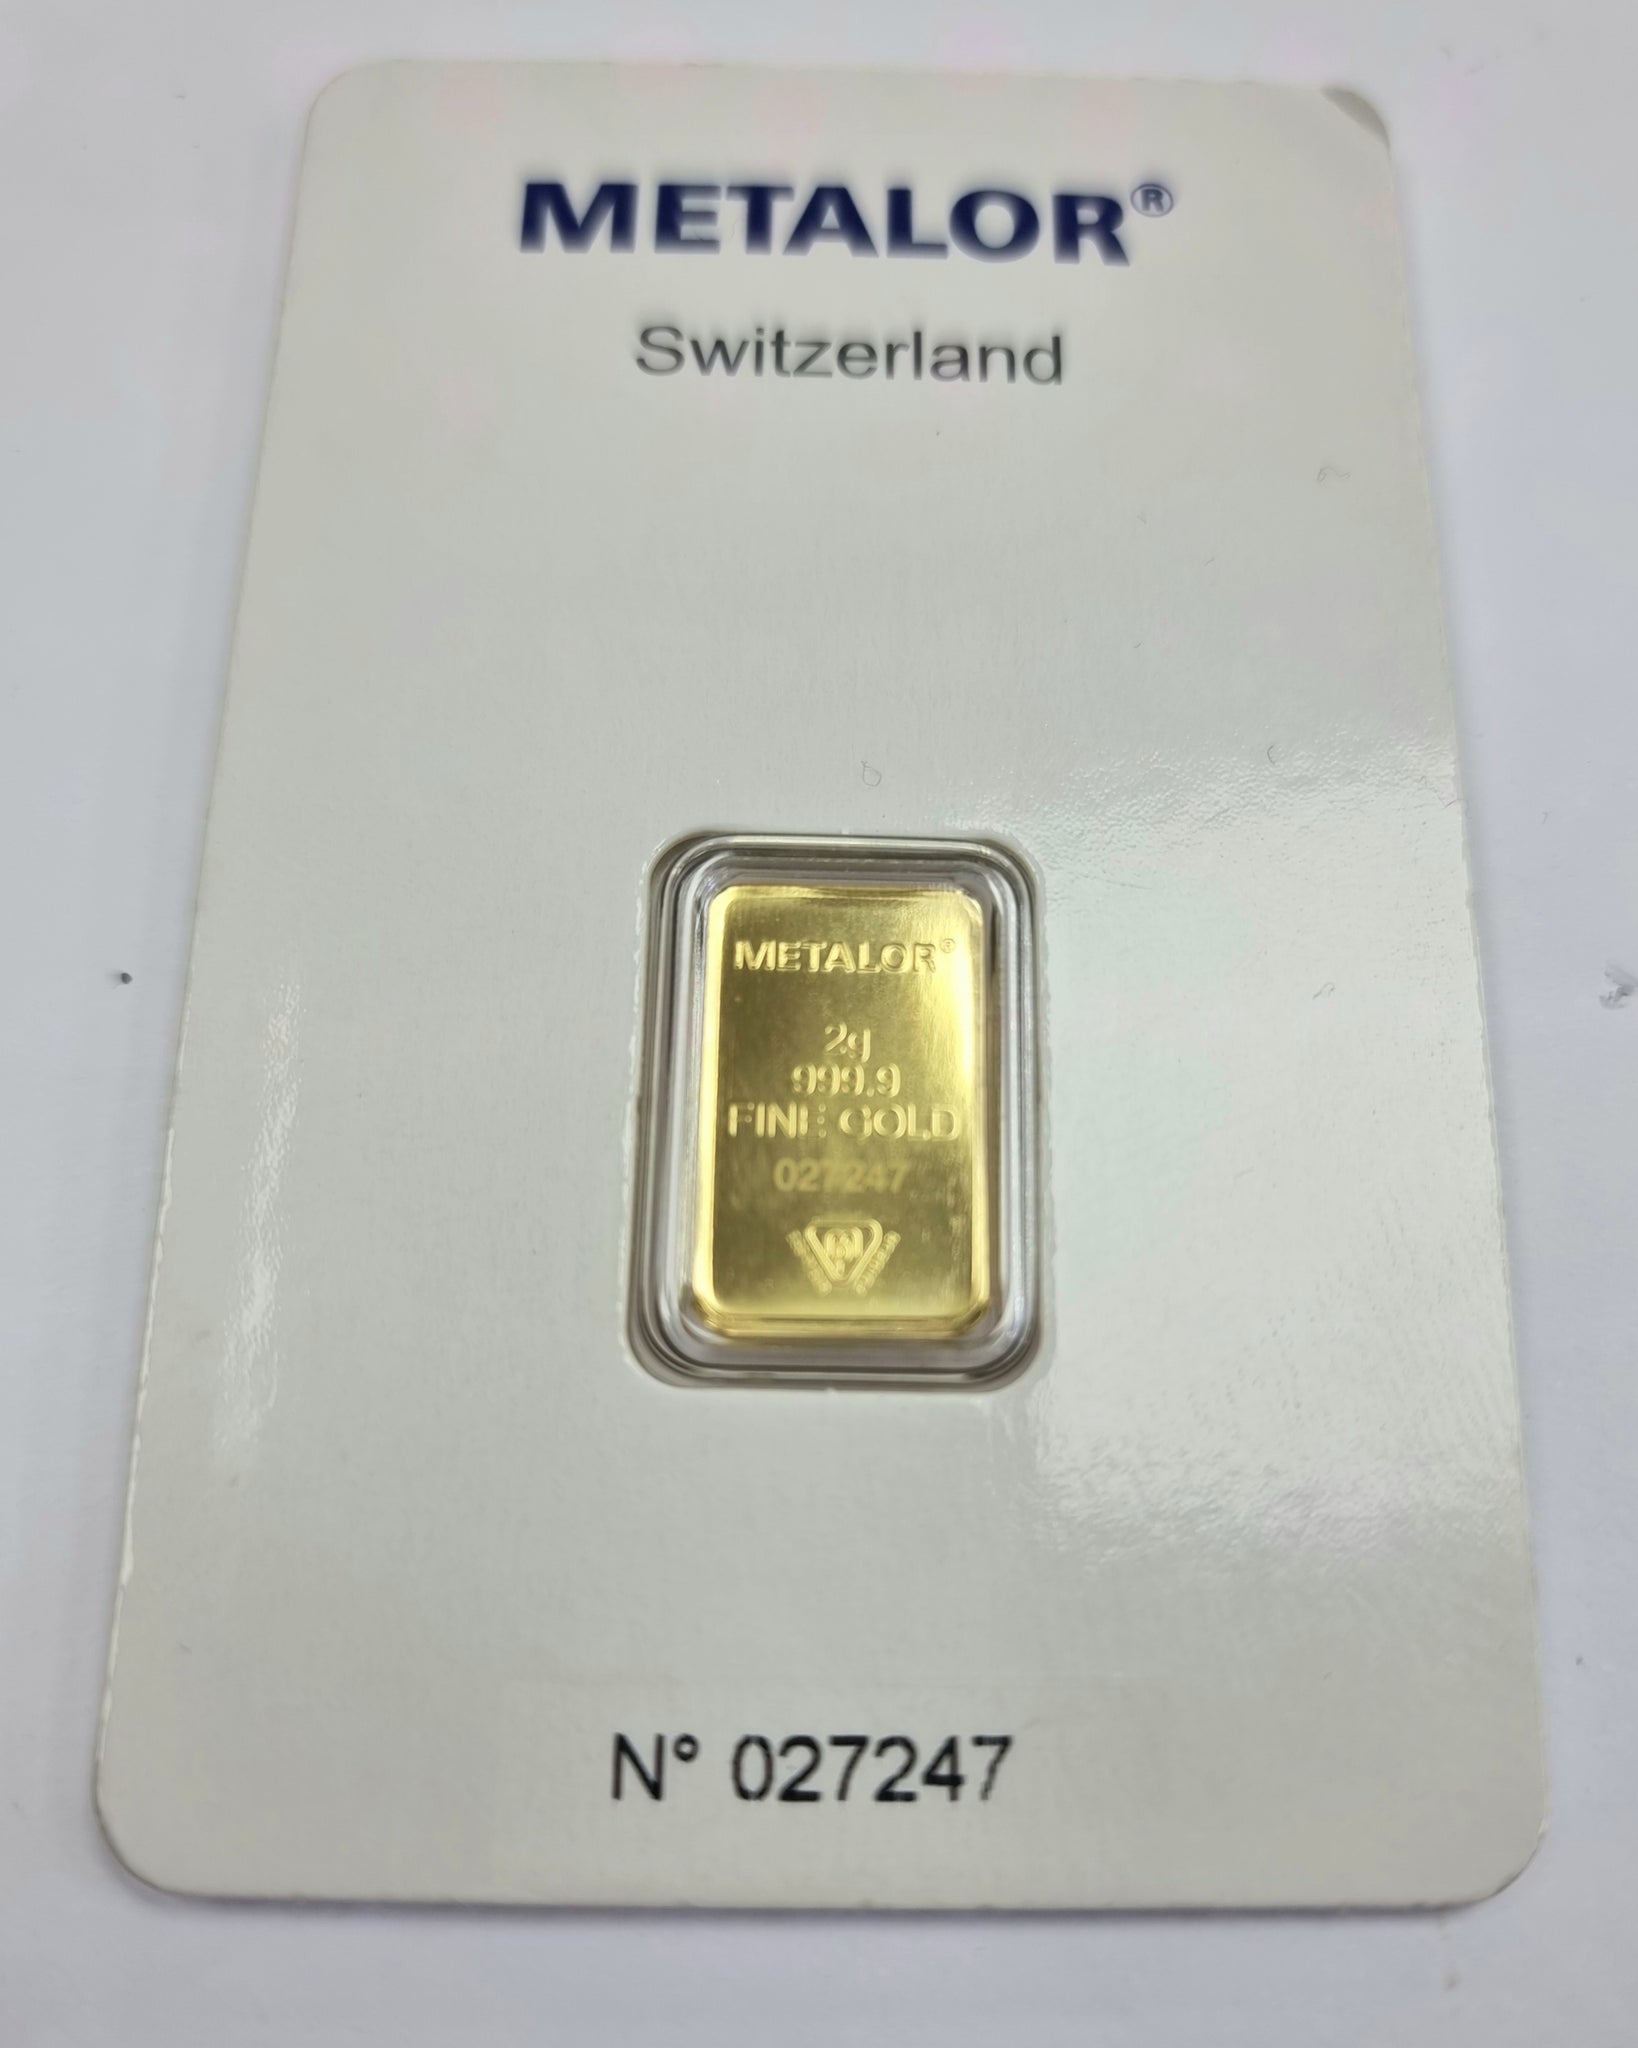 METALOR®
Switzerland
METALOR®
2g
999.9
FINE GOLD
027247
N° 027247